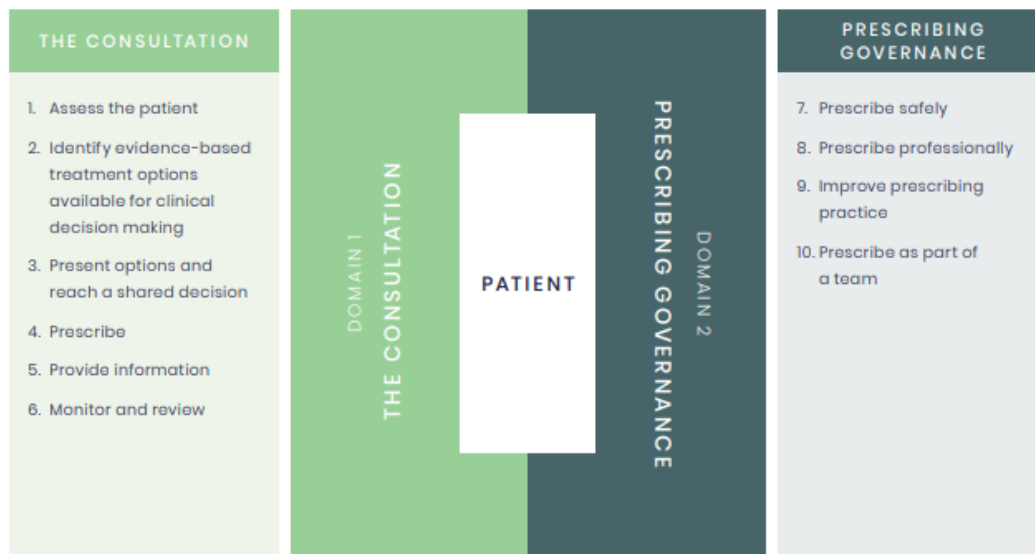 THE CONSULTATION
1. Assess the patient
2. Identify evidence-based
treatment options
available for clinical
decision making
3. Present options and
reach a shared decision
4. Prescribe
5. Provide information
6. Monitor and review
DOMAIN 1
THE CONSULTATION
PATIENT
PRESCRIBING GOVERNANCE
DOMAIN 2
PRESCRIBING
GOVERNANCE
7. Prescribe safely
8. Prescribe professionally
9. Improve prescribing
practice
10. Prescribe as part of
a team